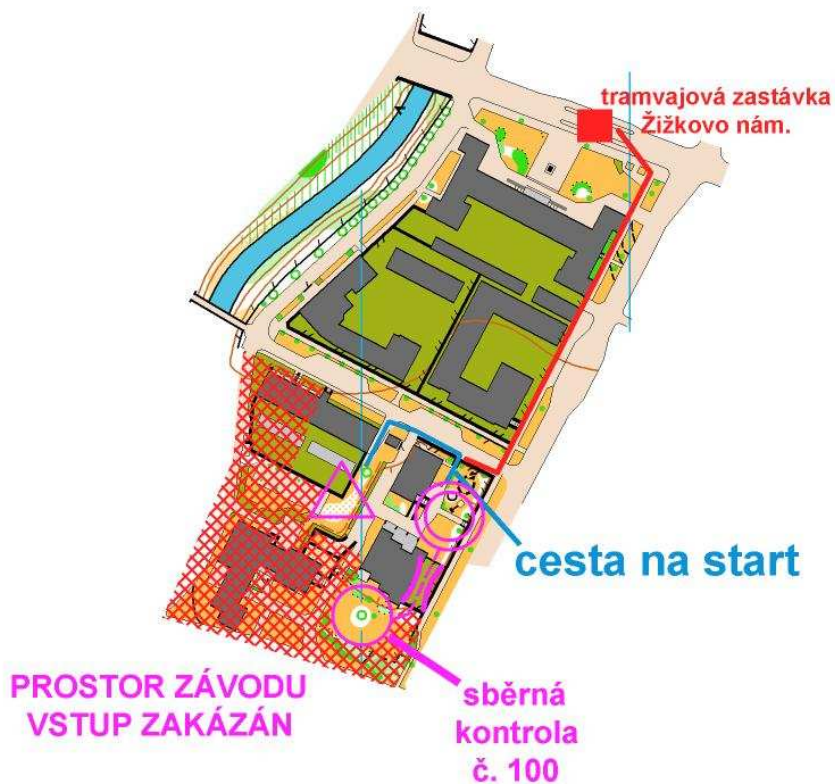 tramvajová zastávka
Žižkovo nám.
cesta na start
PROSTOR ZÁVODU
VSTUP ZAKÁZÁN
sběrná
kontrola
č. 100